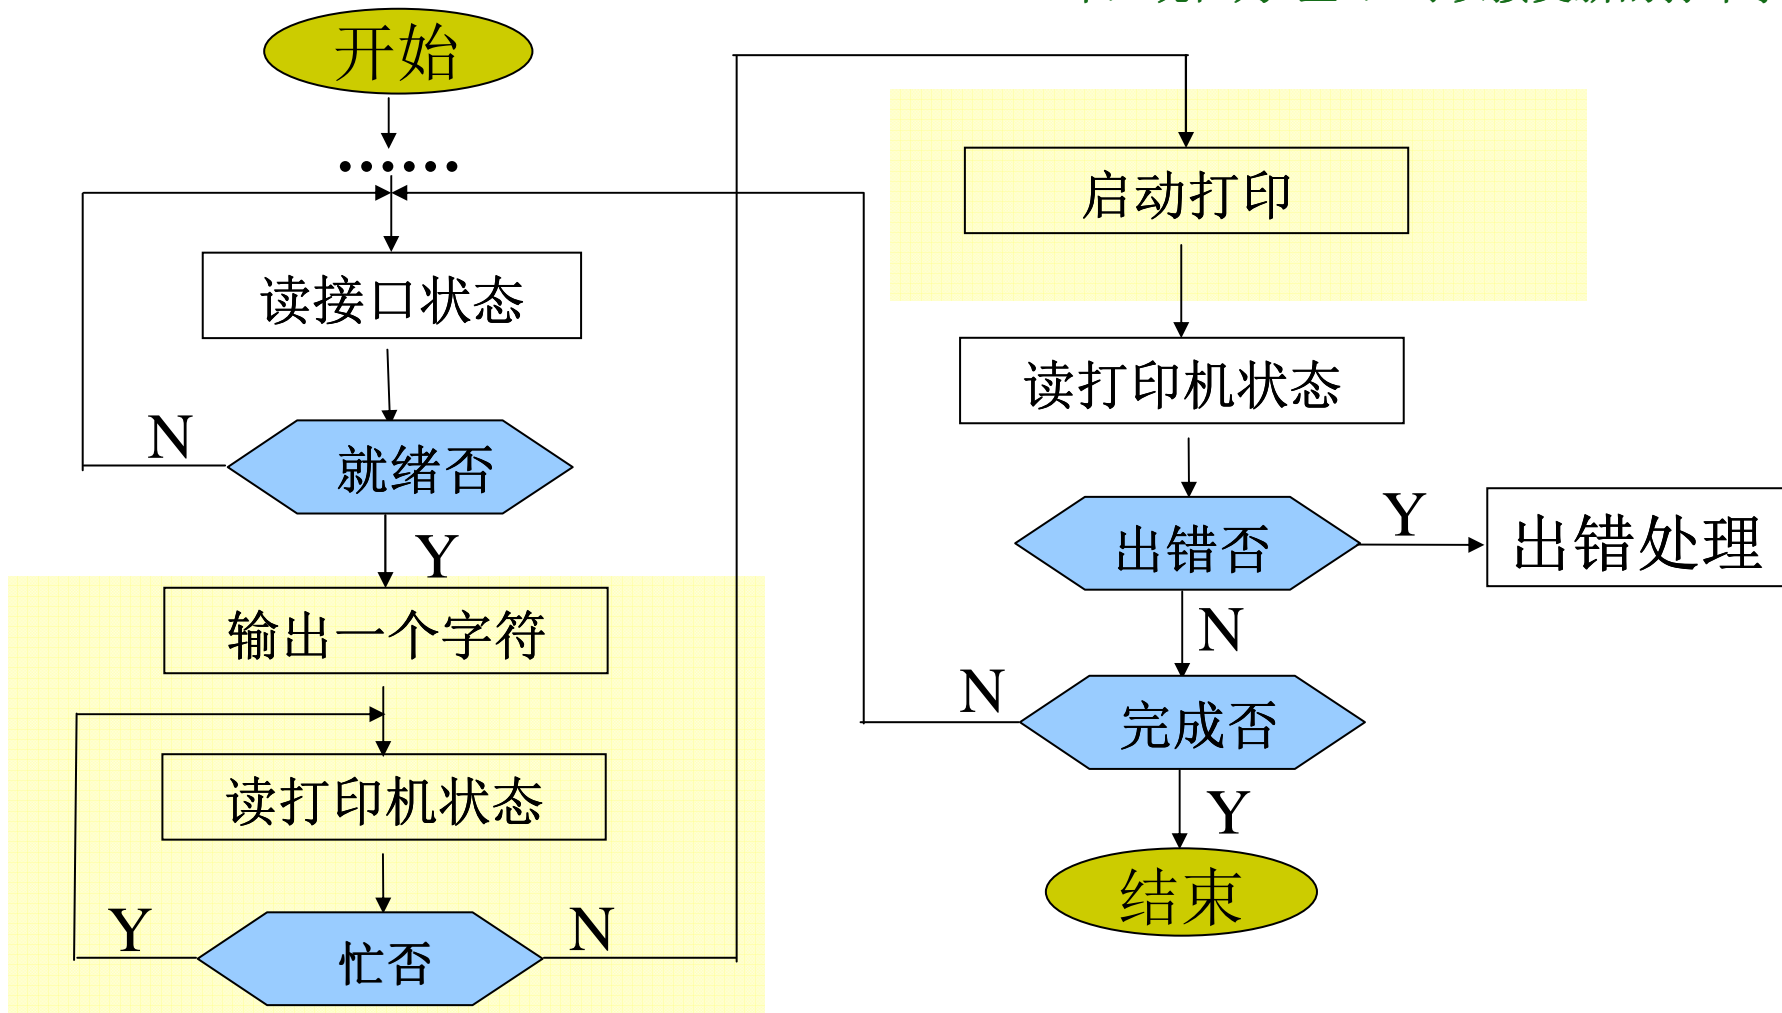 开始
......
读接口状态
N
就绪否
Y
输出一个字符
读打印机状态
Y
忙否
N
启动打印
读打印机状态
出错否
Y
出错处理
N
N
完成否
Y
结束